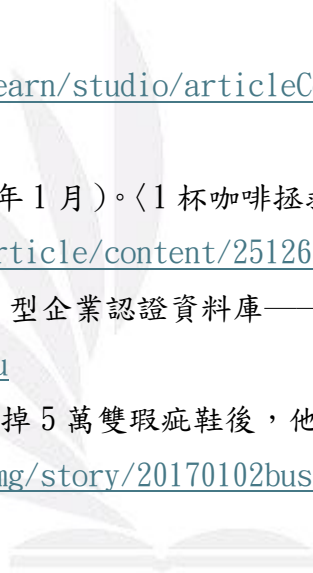 earn/studio/articleC
年 1 月)。〈1 杯咖啡拯
rticle/content/25126
型企業認證資料庫——
u
掉 5 萬雙瑕疵鞋後,他
ng/story/20170102bus